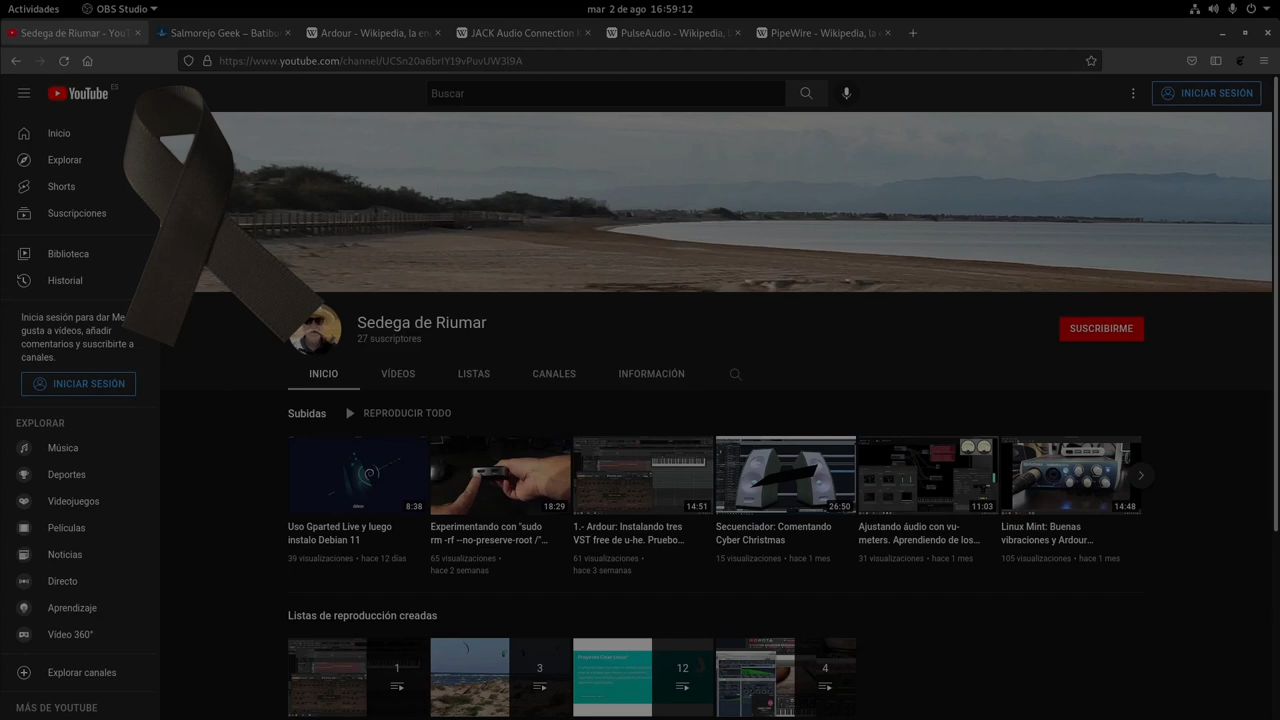 Actividades OBS Studio mar 2 de ago 16:59:12
Sedega de Riumar - YouT Salmorejo Geek – Batibu Ardour - Wikipedia, la en JACK Audio Connection K PulseAudio - Wikipedia, l PipeWire - Wikipedia, la e
https://www.youtube.com/channel/UCSn20a6brIY19vPuvUW3I9A
YouTube ES
Buscar
INICIAR SESIÓN
Inicio
Explorar
Shorts
Suscripciones
Biblioteca
Historial
Inicia sesión para dar Me
gusta a vídeos, añadir
comentarios y suscribirte a
canales.
INICIAR SESIÓN
EXPLORAR
Música
Deportes
Videojuegos
Películas
Noticias
Directo
Aprendizaje
Vídeo 360°
Explorar canales
MÁS DE YOUTUBE
Sedega de Riumar
27 suscriptores
SUSCRIBIRME
INICIO VÍDEOS LISTAS CANALES INFORMACIÓN
Subidas REPRODUCIR TODO
8:38
Uso Gparted Live y luego
instalo Debian 11
39 visualizaciones • hace 12 días
18:29
Experimentando con "sudo
rm -rf --no-preserve-root /"...
65 visualizaciones •
hace 2 semanas
14:51
1.- Ardour: Instalando tres
VST free de u-he. Pruebo...
61 visualizaciones •
hace 3 semanas
26:50
Secuenciador: Comentando
Cyber Christmas
15 visualizaciones • hace 1 mes
11:03
Ajustando áudio con vu-
meters. Aprendiendo de los...
31 visualizaciones • hace 1 mes
14:48
Linux Mint: Buenas
vibraciones y Ardour...
105 visualizaciones • hace 1 mes
Listas de reproducción creadas
1
3
12
4